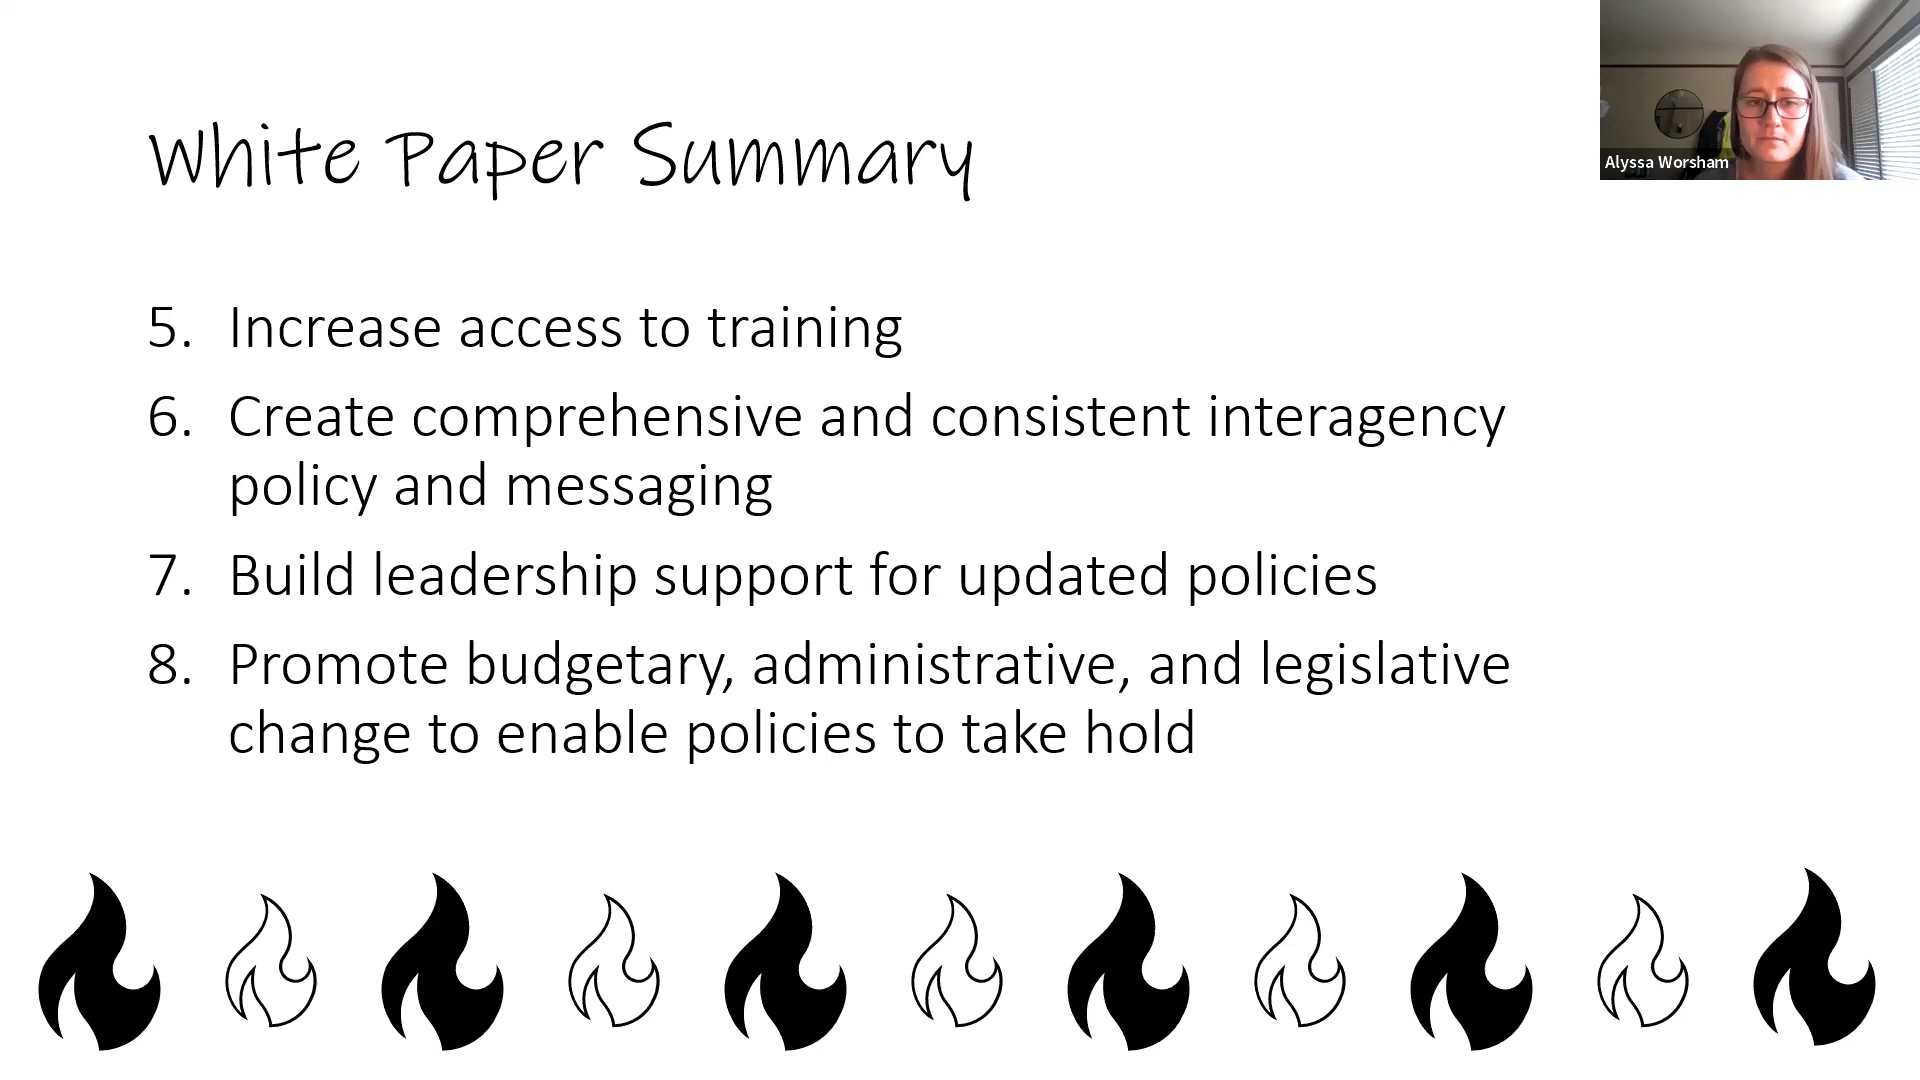 White Paper Summary
Alyssa Worsham
5. Increase access to training
6. Create comprehensive and consistent interagency
policy and messaging
7. Build leadership support for updated policies
8. Promote budgetary, administrative, and legislative
change to enable policies to take hold